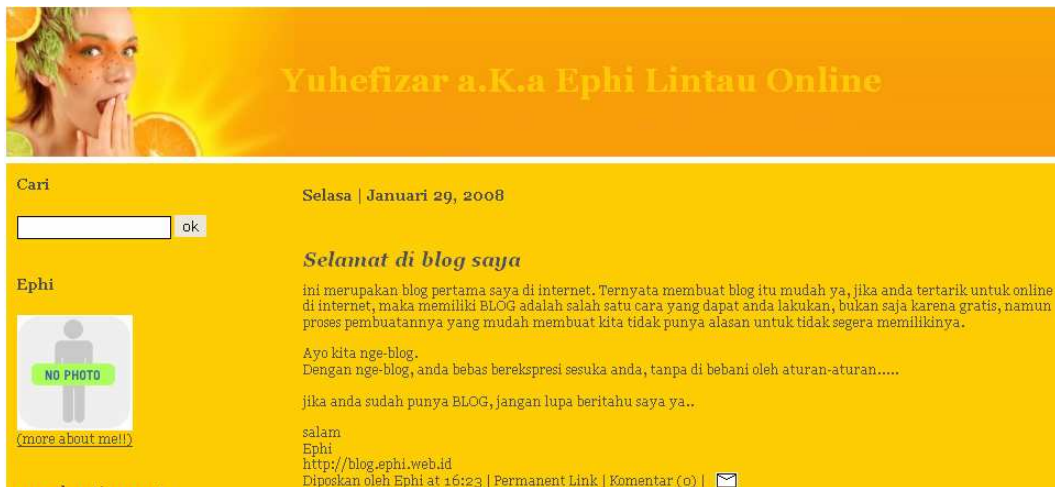 Yuhefizar a.K.a Ephi Lintau Online
Cari
ok
Ephi
NO PHOTO
(more about me!!)
Selasa | Januari 29, 2008
Selamat di blog saya
ini merupakan blog pertama saya di internet. Ternyata membuat blog itu mudah ya, jika anda tertarik untuk online
di internet, maka memiliki BLOG adalah salah satu cara yang dapat anda lakukan, bukan saja karena gratis, namun
proses pembuatannya yang mudah membuat kita tidak punya alasan untuk tidak segera memilikinya.
Ayo kita nge-blog.
Dengan nge-blog, anda bebas berekspresi sesuka anda, tanpa di bebani oleh aturan-aturan.....
jika anda sudah punya BLOG, jangan lupa beritahu saya ya..
salam
Ephi
http://blog.ephi.web.id
Diposkan oleh Ephi at 16:23 | Permanent Link | Komentar (0) |